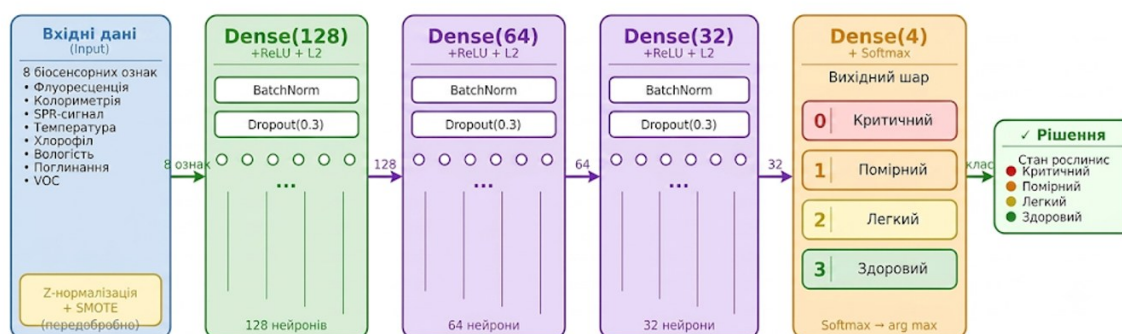 Вхідні дані
(Input)
8 біосенсорних ознак
• Флуоресценція
• Колориметрія
• SPR-сигнал
• Температура
• Хлорофіл
• Вологість
• Поглинання
• VOC
Z-нормалізація
+ SMOTE
(передобробно)
8 ознак
Dense(128)
+ReLU + L2
BatchNorm
Dropout(0.3)
...
128 нейронів
128
Dense(64)
+ReLU + L2
BatchNorm
Dropout(0.3)
...
64 нейрони
64
Dense(32)
+ReLU + L2
BatchNorm
Dropout(0.3)
...
32 нейрони
32
Dense(4)
+ Softmax
Вихідний шар
0 Критичний
1 Помірний
2 Легкий
3 Здоровий
Softmax → arg max
клас
✓ Рішення
Стан рослинис
Критичний
Помірний
Легкий
Здоровий